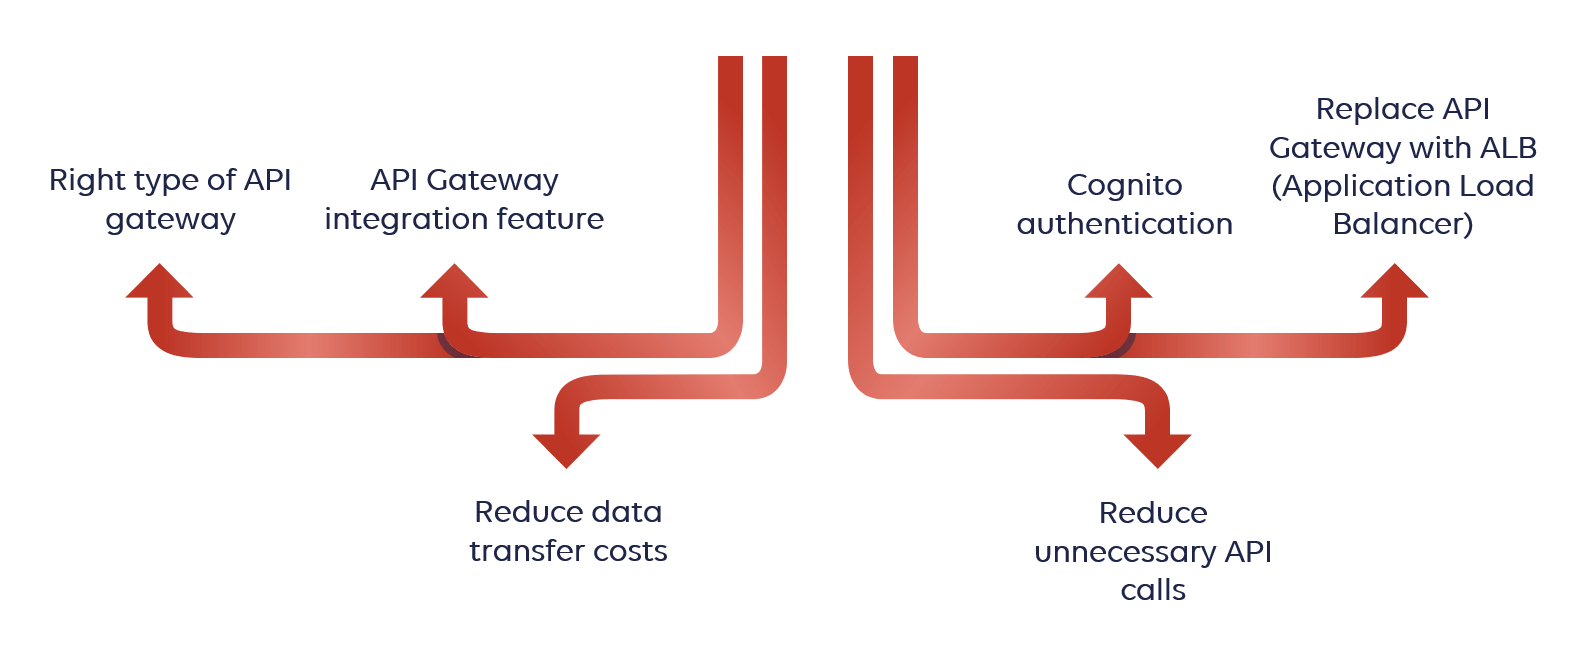 Right type of API
gateway
API Gateway
integration feature
Cognito
authentication
Replace API
Gateway with ALB
(Application Load
Balancer)
Reduce data
transfer costs
Reduce
unnecessary API
calls